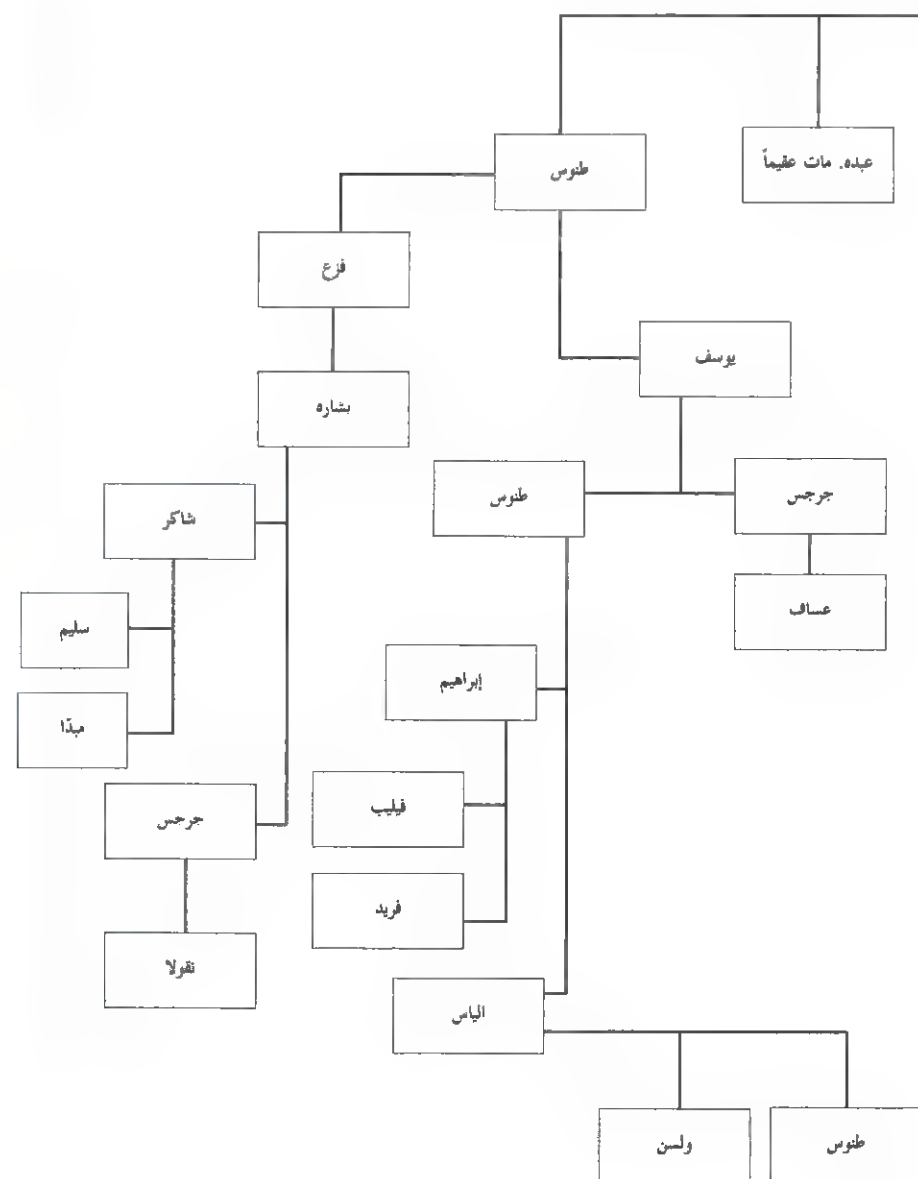 عبده. مات عقيماً
طنوس
فزع
يوسف
بشاره
جرجس
طنوس
شاكر
عساف
سليم
إبراهيم
مبدّا
فيليب
جرجس
فريد
نقولا
الياس
طنوس
ولسن